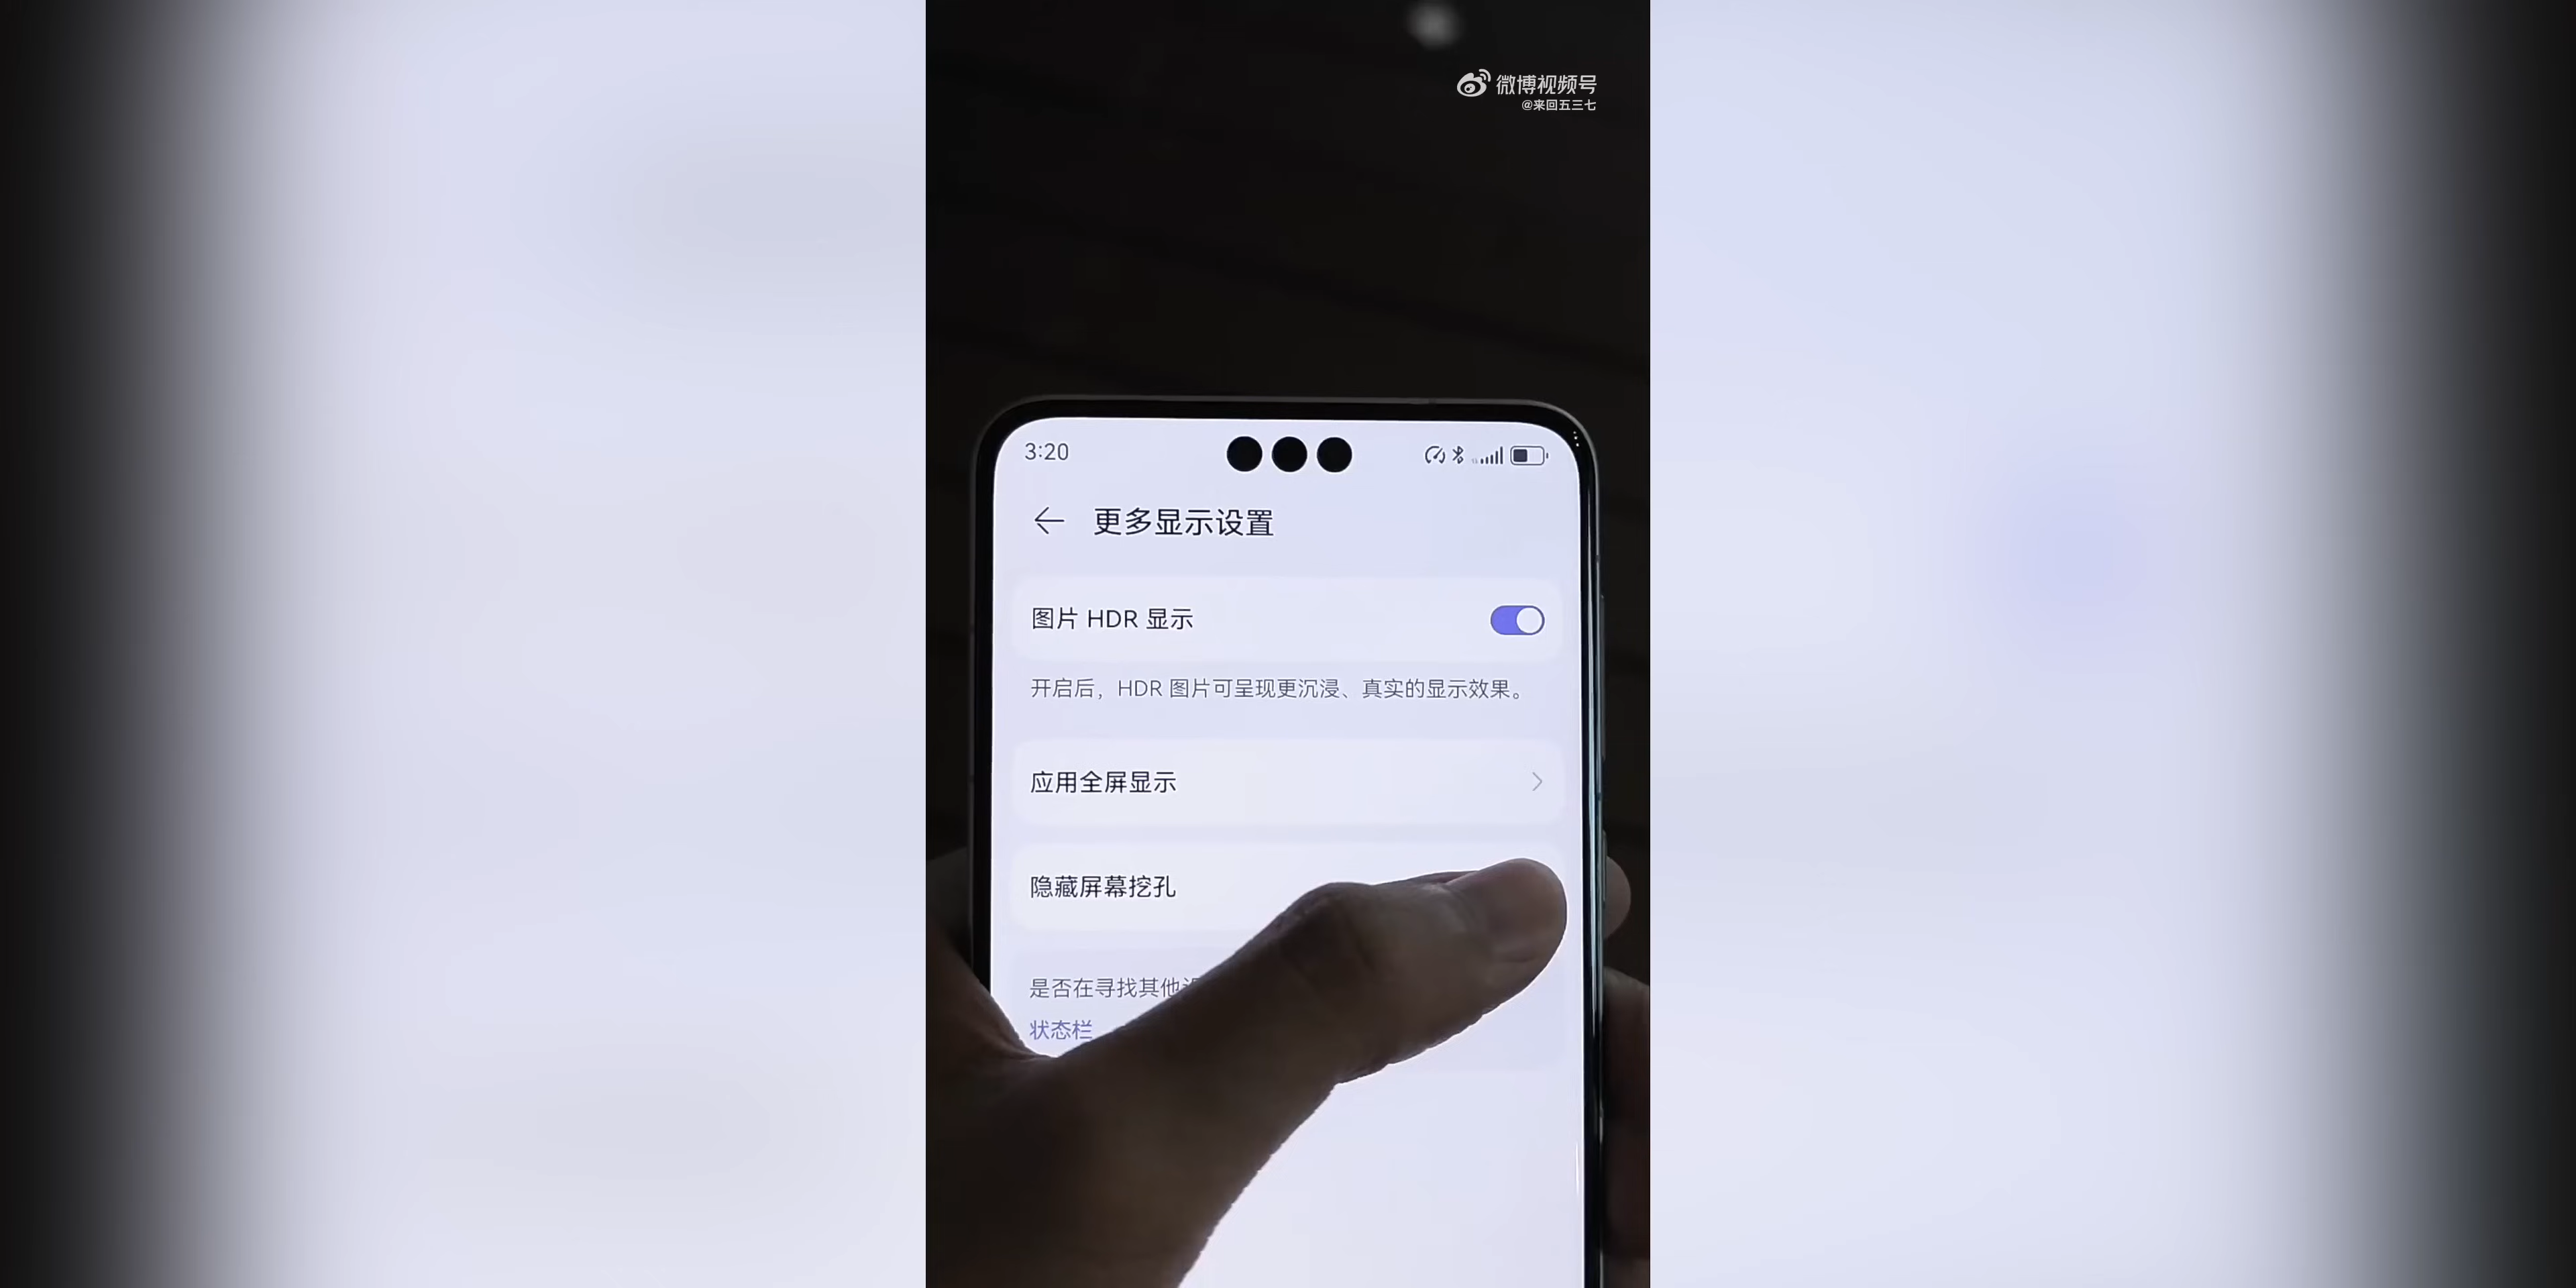 微博视频号
@来回五三七
3:20
更多显示设置
图片 HDR 显示
开启后，HDR 图片可呈现更沉浸、真实的显示效果。
应用全屏显示
隐藏屏幕挖孔
是否在寻找其他
状态栏